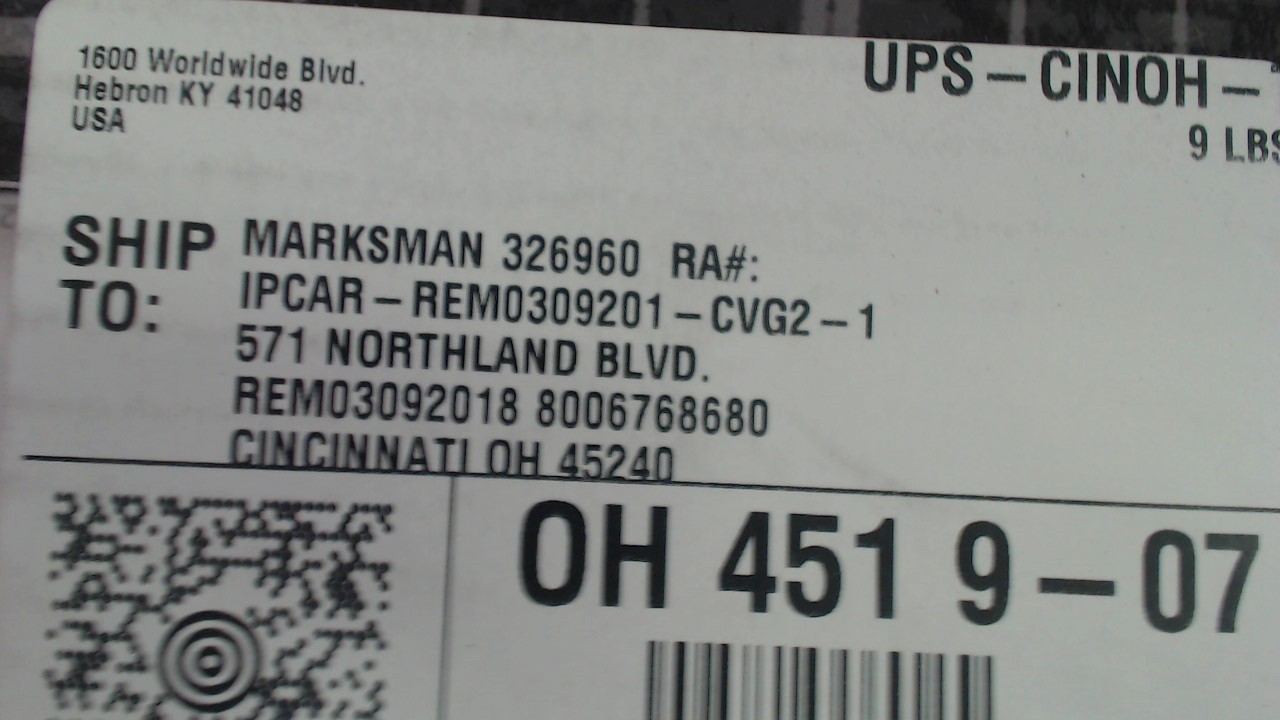 1600 Worldwide Blvd.
Hebron KY 41048
USA
UPS - CINOH -
9 LBS
SHIP TO:
MARKSMAN 326960 RA#:
IPCAR - REM0309201 - CVG2 - 1
571 NORTHLAND BLVD.
REM03092018 8006768680
CINCINNATI OH 45240
OH 451 9 - 07